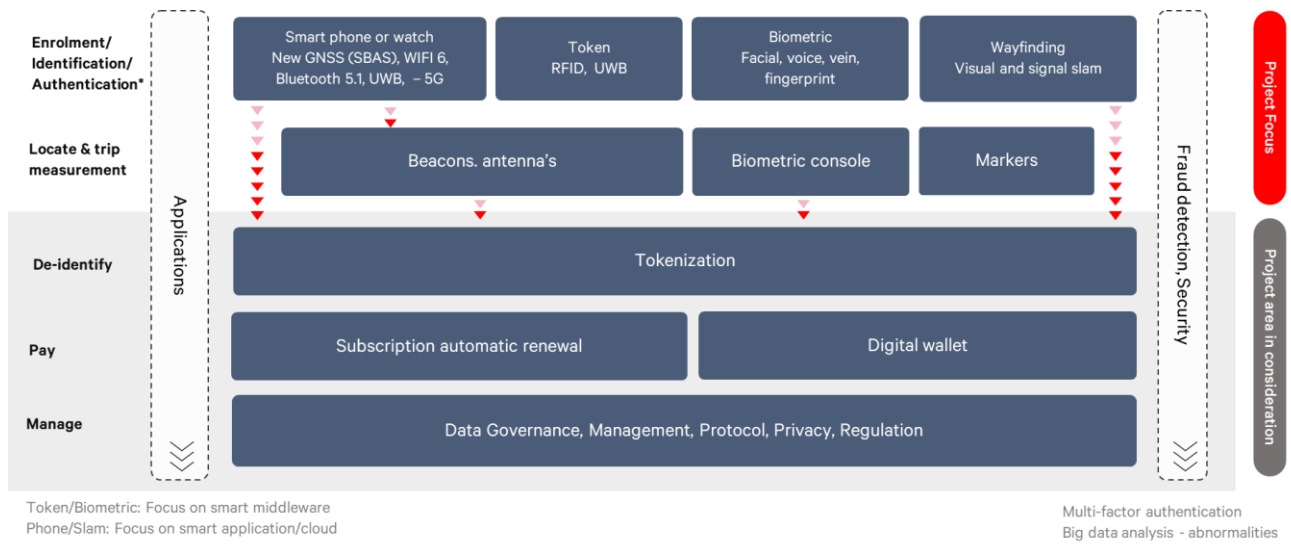 Enrolment/
Identification/
Authentication*
Smart phone or watch
New GNSS (SBAS), WIFI 6,
Bluetooth 5.1, UWB,  – 5G
Token
RFID, UWB
Biometric
Facial, voice, vein,
fingerprint
Wayfinding
Visual and signal slam
Project Focus
Locate & trip
measurement
Beacons. antenna's
Biometric console
Markers
Applications
Fraud detection, Security
De-identify
Tokenization
Project area in consideration
Pay
Subscription automatic renewal
Digital wallet
Manage
Data Governance, Management, Protocol, Privacy, Regulation
Token/Biometric: Focus on smart middleware
Phone/Slam: Focus on smart application/cloud
Multi-factor authentication
Big data analysis - abnormalities